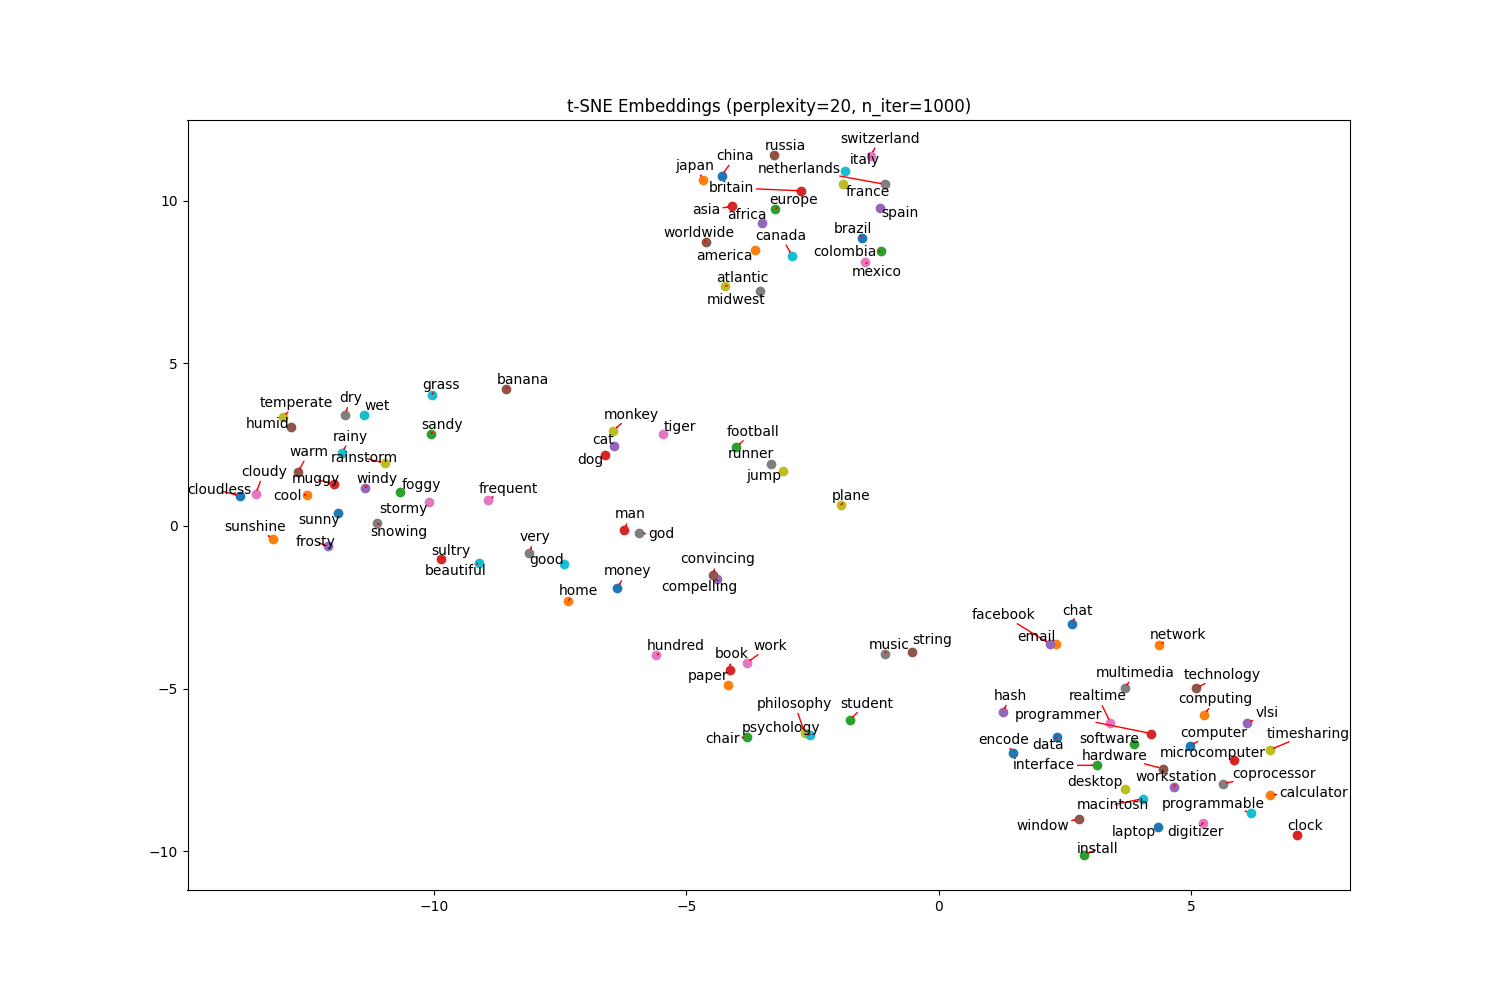 t-SNE Embeddings (perplexity=20, n_iter=1000)
switzerland
russia
china
italy
japan
netherlands
britain
france
europe
asia
africa
spain
worldwide
canada
brazil
america
colombia
mexico
atlantic
midwest
10
5
0
−5
−10
banana
grass
temperate
dry
wet
humid
sandy
monkey
tiger
football
rainy
cat
runner
warm
rainstorm
dog
cloudy
muggy
windy
jump
cloudless
cool
foggy
frequent
plane
stormy
sunny
man
sunshine
snowing
god
frosty
very
sultry
good
convincing
beautiful
money
compelling
home
facebook
chat
email
network
hundred
book
work
music
string
paper
multimedia
technology
philosophy
student
hash
realtime
computing
programmer
vlsi
psychology
chair
encode
data
software
computer
timesharing
interface
hardware
microcomputer
desktop
workstation
coprocessor
macintosh
programmable
calculator
window
laptop
digitizer
clock
install
−10
−5
0
5